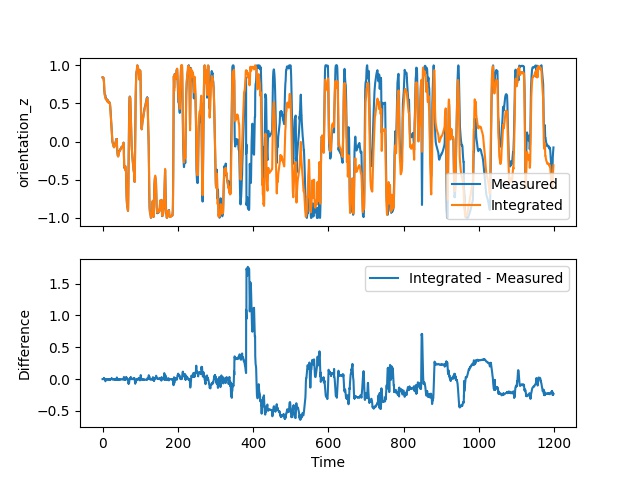 1.0
0.5
0.0
−0.5
−1.0
orientation_z
Measured
Integrated
1.5
1.0
0.5
0.0
−0.5
Difference
Integrated - Measured
0
200
400
600
800
1000
1200
Time